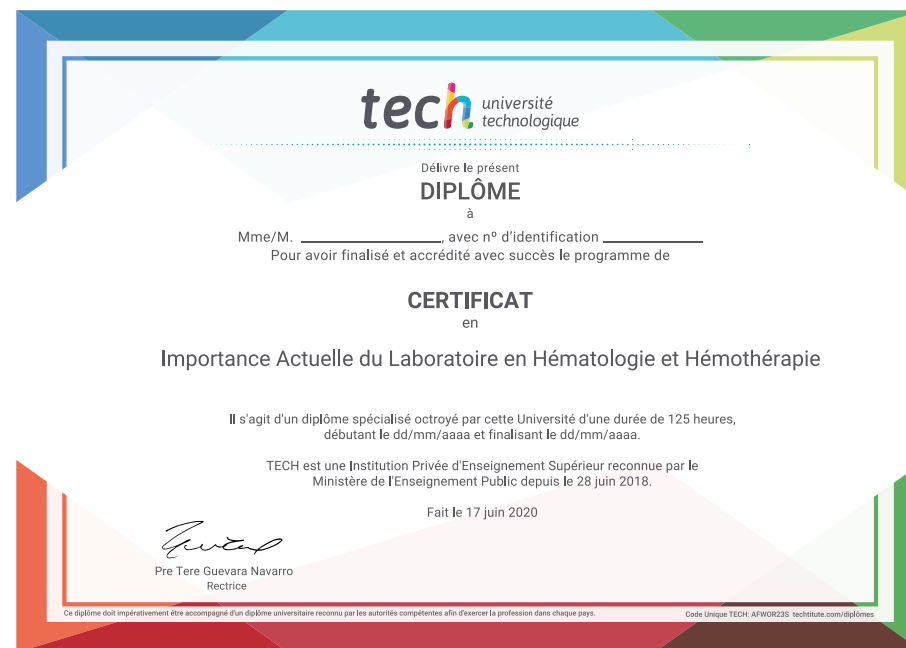 tech université
technologique
Délivre le présent
DIPLÔME
à
Mme/M. ____________________, avec nº d'identification ______________
Pour avoir finalisé et accrédité avec succès le programme de
CERTIFICAT
en
Importance Actuelle du Laboratoire en Hématologie et Hémothérapie
Il s'agit d'un diplôme spécialisé octroyé par cette Université d'une durée de 125 heures,
débutant le dd/mm/aaaa et finalisant le dd/mm/aaaa.
TECH est une Institution Privée d'Enseignement Supérieur reconnue par le
Ministère de l'Enseignement Public depuis le 28 juin 2018.
Fait le 17 juin 2020
Pre Tere Guevara Navarro
Rectrice
Ce diplôme doit impérativement être accompagné d'un diplôme universitaire reconnu par les autorités compétentes afin d'exercer la profession dans chaque pays.
Code Unique TECH: AFWOR23S techtitute.com/diplômes